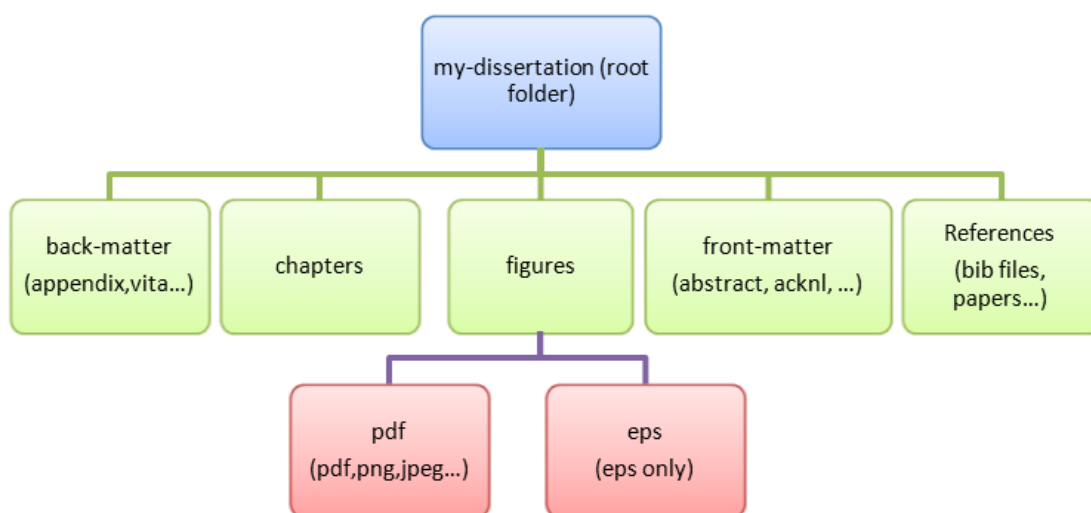 my-dissertation (root
folder)
back-matter
(appendix,vita…)
chapters
figures
front-matter
(abstract, acknl, …)
References
(bib files,
papers…)
pdf
(pdf,png,jpeg…)
eps
(eps only)